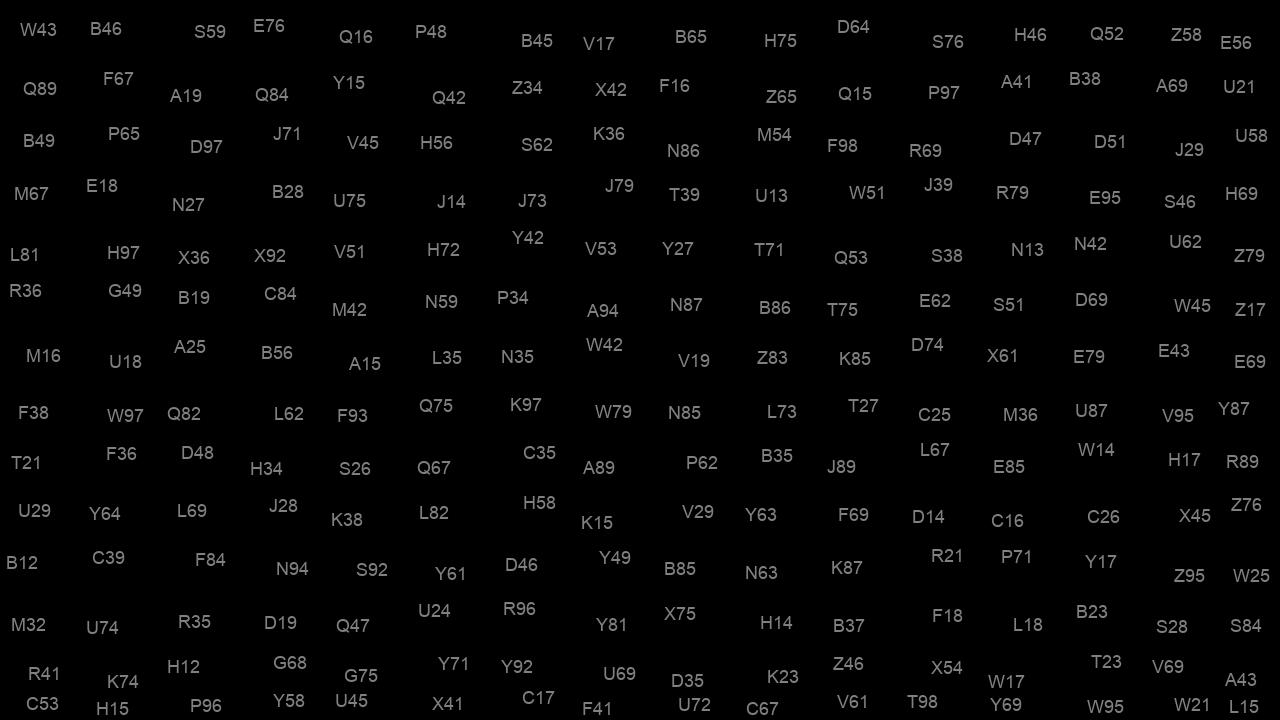 W43 B46 S59 E76 Q16 P48 B45 V17 B65 H75 D64 S76 H46 Q52 Z58 E56
Q89 F67 A19 Q84 Y15 Q42 Z34 X42 F16 Z65 Q15 P97 A41 B38 A69 U21
B49 P65 D97 J71 V45 H56 S62 K36 N86 M54 F98 R69 D47 D51 J29 U58
M67 E18 N27 B28 U75 J14 J73 J79 T39 U13 W51 J39 R79 E95 S46 H69
L81 H97 X36 X92 V51 H72 Y42 V53 Y27 T71 Q53 S38 N13 N42 U62 Z79
R36 G49 B19 C84 M42 N59 P34 A94 N87 B86 T75 E62 S51 D69 W45 Z17
M16 U18 A25 B56 A15 L35 N35 W42 V19 Z83 K85 D74 X61 E79 E43 E69
F38 W97 Q82 L62 F93 Q75 K97 W79 N85 L73 T27 C25 M36 U87 V95 Y87
T21 F36 D48 H34 S26 Q67 C35 A89 P62 B35 J89 L67 E85 W14 H17 R89
U29 Y64 L69 J28 K38 L82 H58 K15 V29 Y63 F69 D14 C16 C26 X45 Z76
B12 C39 F84 N94 S92 Y61 D46 Y49 B85 N63 K87 R21 P71 Y17 Z95 W25
M32 U74 R35 D19 Q47 U24 R96 Y81 X75 H14 B37 F18 L18 B23 S28 S84
R41 K74 H12 G68 G75 Y71 Y92 U69 D35 K23 Z46 X54 W17 T23 V69 A43
C53 H15 P96 Y58 U45 X41 C17 F41 U72 C67 V61 T98 Y69 W95 W21 L15